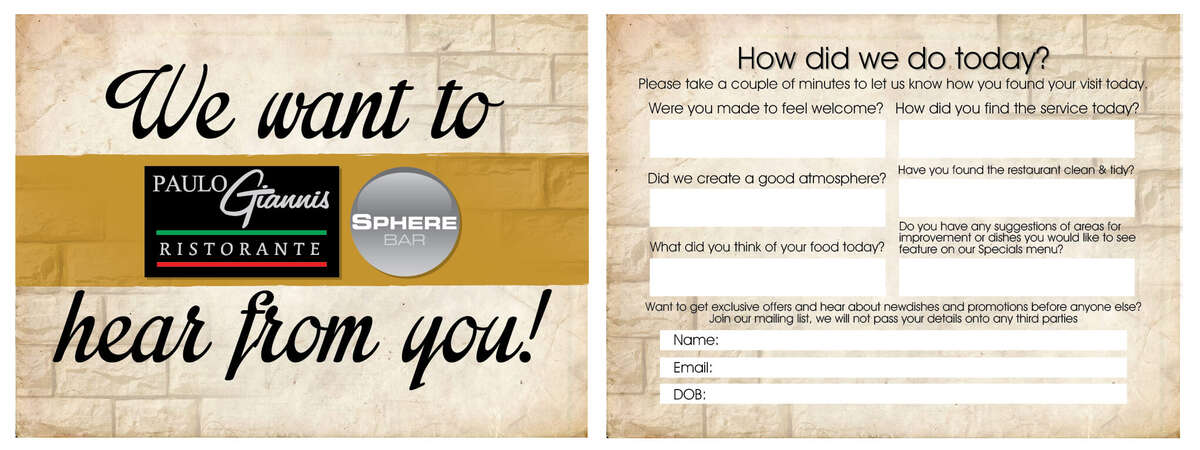 We want to
PAULO Giannis
RISTORANTE
SPHERE
BAR
hear from you!
How did we do today?
Please take a couple of minutes to let us know how you found your visit today.
Were you made to feel welcome?
How did you find the service today?
Did we create a good atmosphere?
Have you found the restaurant clean & tidy?
What did you think of your food today?
Do you have any suggestions of areas for
improvement or dishes you would like to see
feature on our Specials menu?
Want to get exclusive offers and hear about newdishes and promotions before anyone else?
Join our mailing list, we will not pass your details onto any third parties
Name:
Email:
DOB: